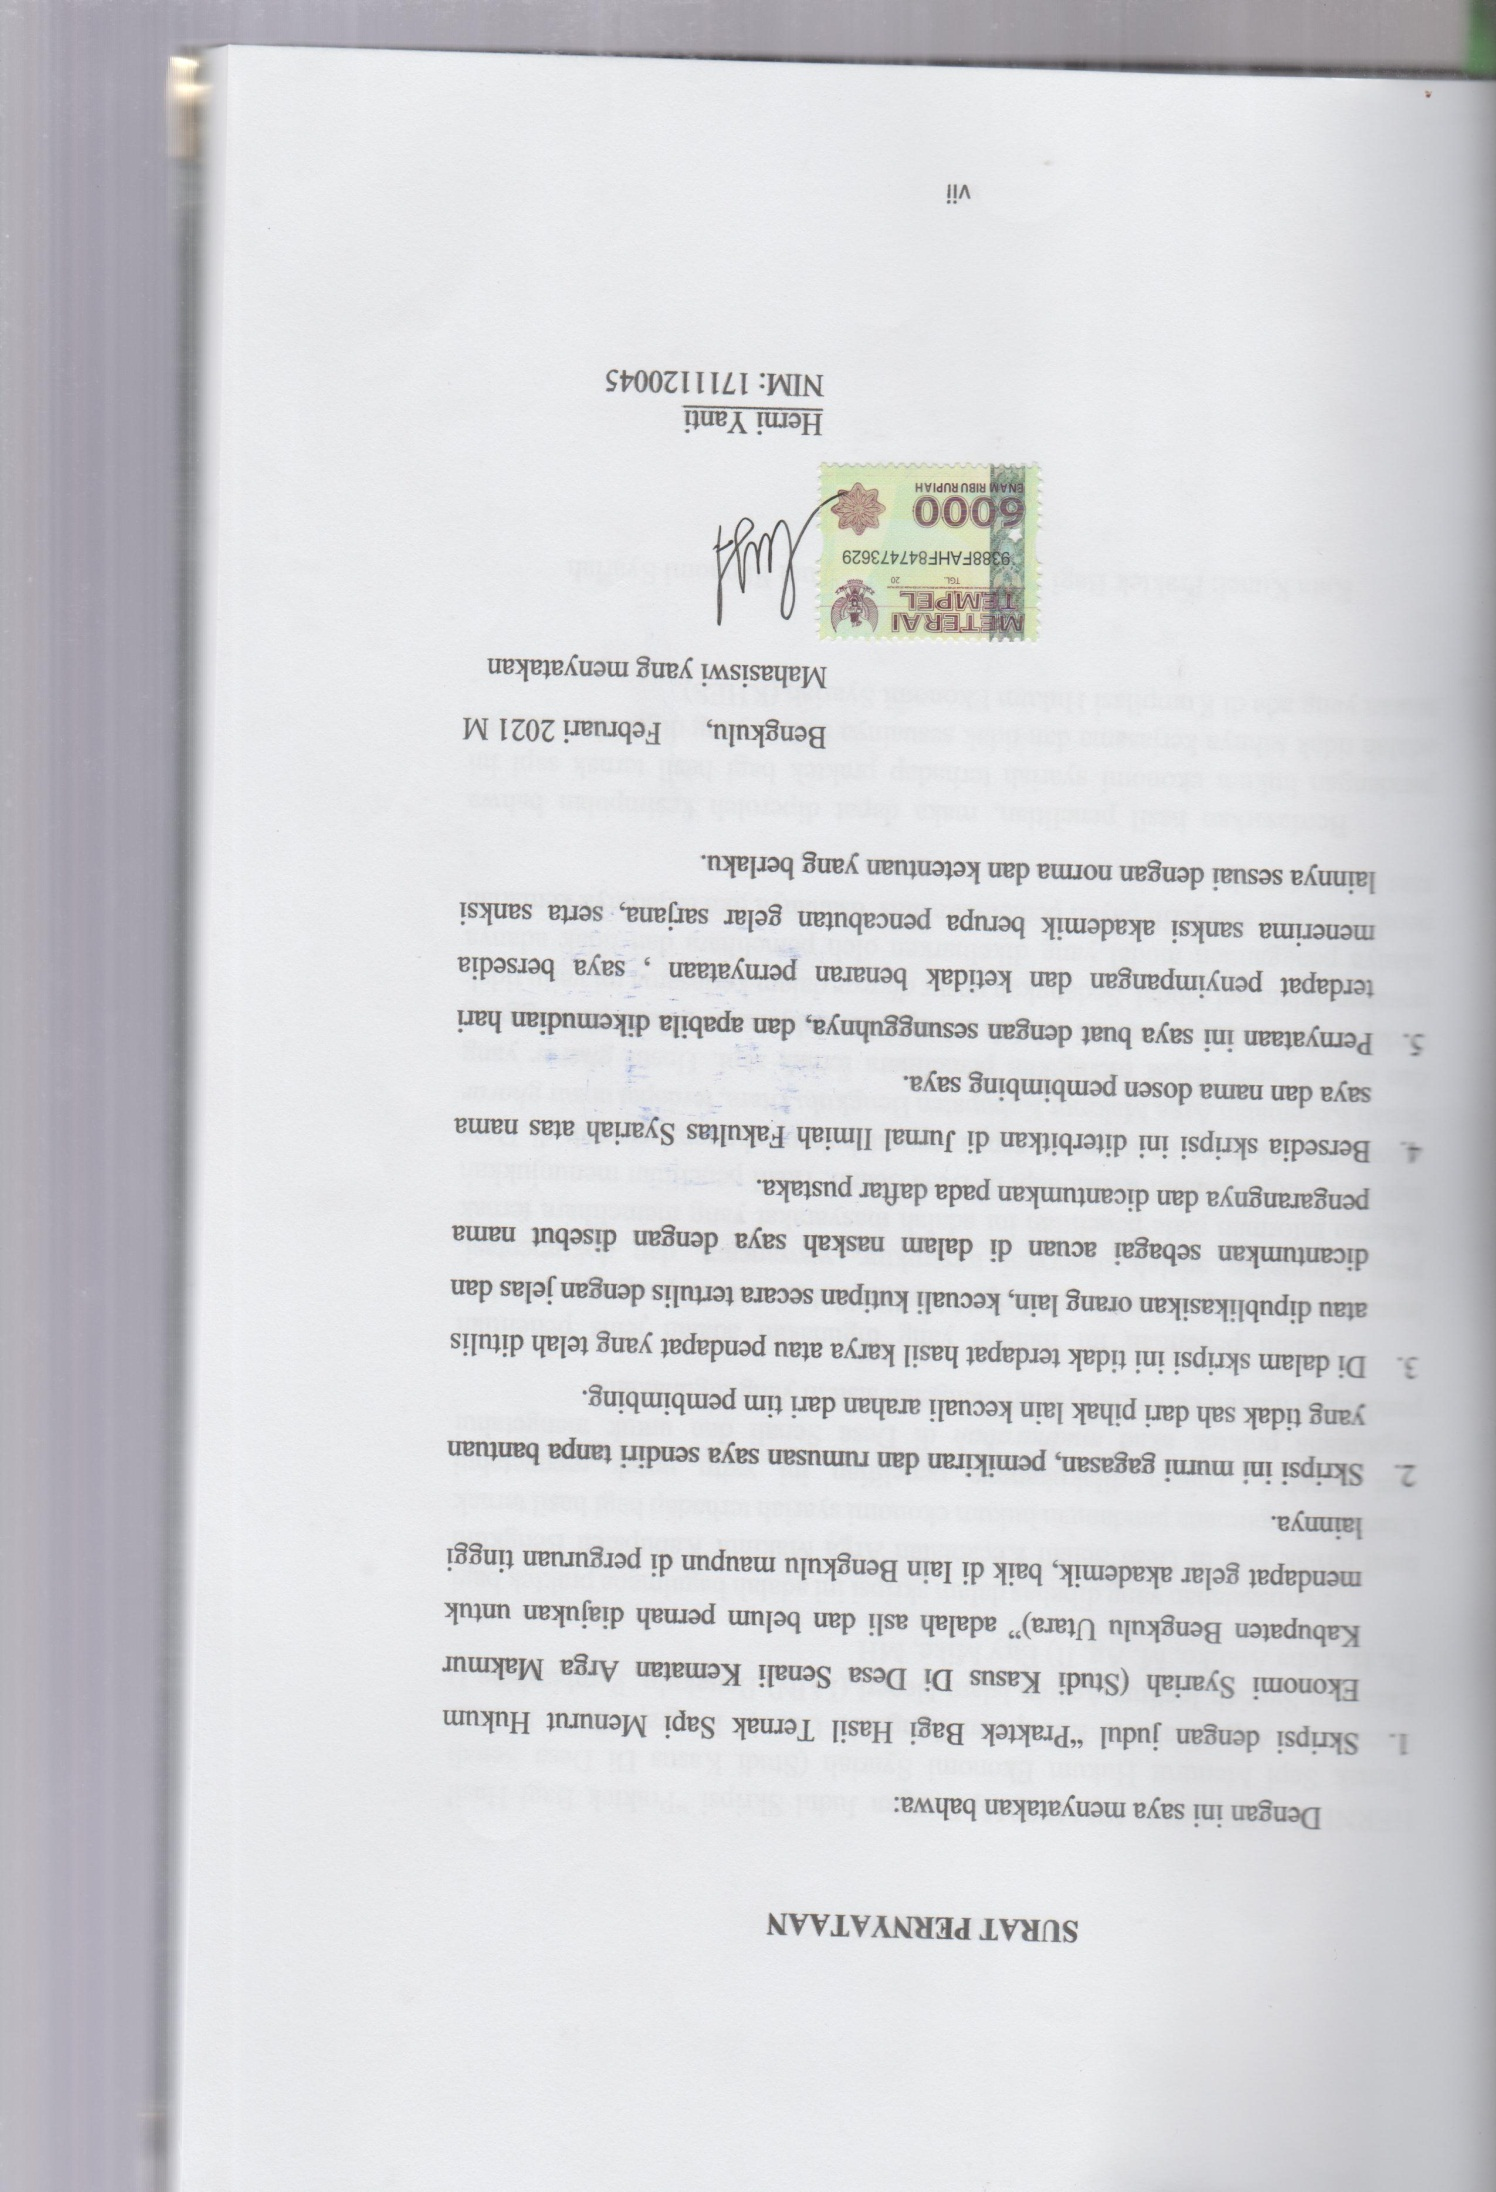 SURAT PERNYATAAN
Dengan ini saya menyatakan bahwa:
1. Skripsi dengan judul “Praktek Bagi Hasil Ternak Sapi Menurut Hukum
Ekonomi Syariah (Studi Kasus Di Desa Senali Kematan Arga Makmur
Kabupaten Bengkulu Utara)” adalah asli dan belum pernah diajukan untuk
mendapat gelar akademik, baik di Iain Bengkulu maupun di perguruan tinggi
lainnya.
2. Skripsi ini murni gagasan, pemikiran dan rumusan saya sendiri tanpa bantuan
yang tidak sah dari pihak lain kecuali arahan dari tim pembimbing.
3. Di dalam skripsi ini tidak terdapat hasil karya atau pendapat yang telah ditulis
atau dipublikasikan orang lain, kecuali kutipan secara tertulis dengan jelas dan
dicantumkan sebagai acuan di dalam naskah saya dengan disebut nama
pengarangnya dan dicantumkan pada daftar pustaka.
4. Bersedia skripsi ini diterbitkan di Jurnal Ilmiah Fakultas Syariah atas nama
saya dan nama dosen pembimbing saya.
5. Pernyataan ini saya buat dengan sesungguhnya, dan apabila dikemudian hari
terdapat penyimpangan dan ketidak benaran pernyataan , saya bersedia
menerima sanksi akademik berupa pencabutan gelar sarjana, serta sanksi
lainnya sesuai dengan norma dan ketentuan yang berlaku.
Bengkulu, Februari 2021 M
Mahasiswi yang menyatakan
METERAI
TEMPEL
TGL. 20
9388FAHF847473629
6000
ENAM RIBU RUPIAH
Herni Yanti
NIM: 1711120045
vii